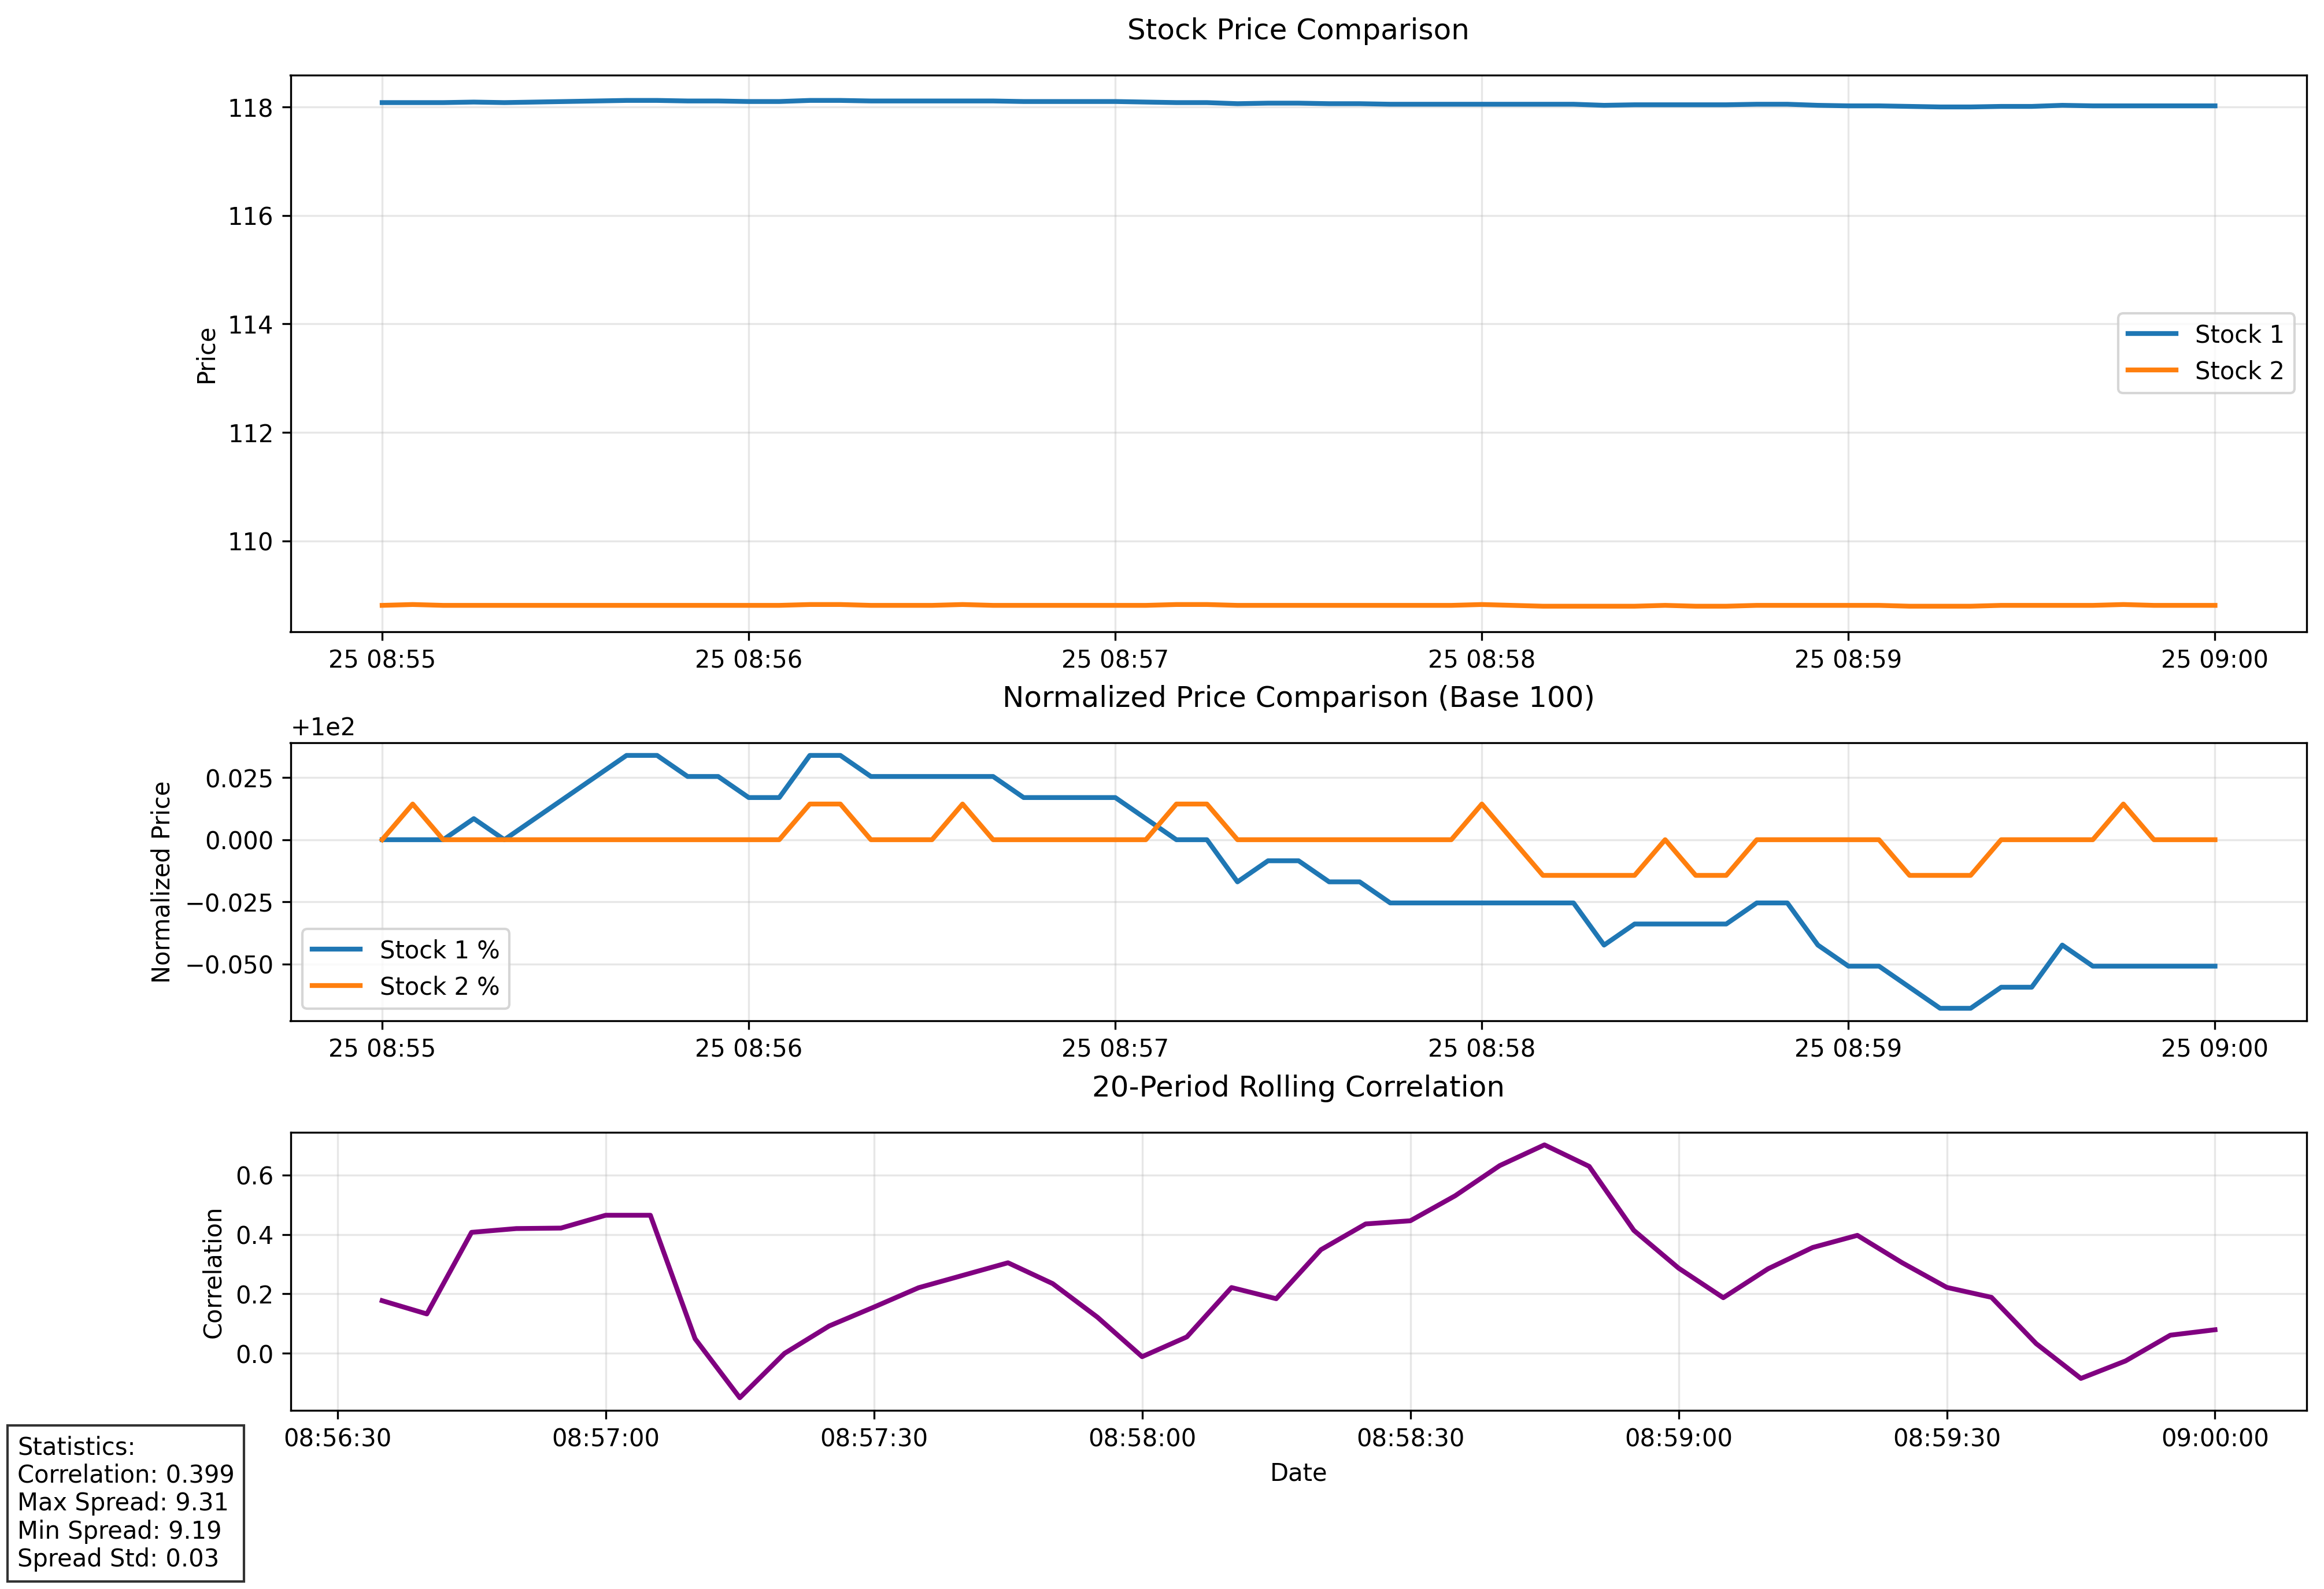 Stock Price Comparison
Price
118
116
114
112
110
Stock 1
Stock 2
25 08:55
25 08:56
25 08:57
25 08:58
25 08:59
25 09:00
Normalized Price Comparison (Base 100)
+1e2
Normalized Price
0.025
0.000
−0.025
−0.050
Stock 1 %
Stock 2 %
25 08:55
25 08:56
25 08:57
25 08:58
25 08:59
25 09:00
20-Period Rolling Correlation
Correlation
0.6
0.4
0.2
0.0
08:56:30
08:57:00
08:57:30
08:58:00
08:58:30
08:59:00
08:59:30
09:00:00
Date
Statistics:
Correlation: 0.399
Max Spread: 9.31
Min Spread: 9.19
Spread Std: 0.03